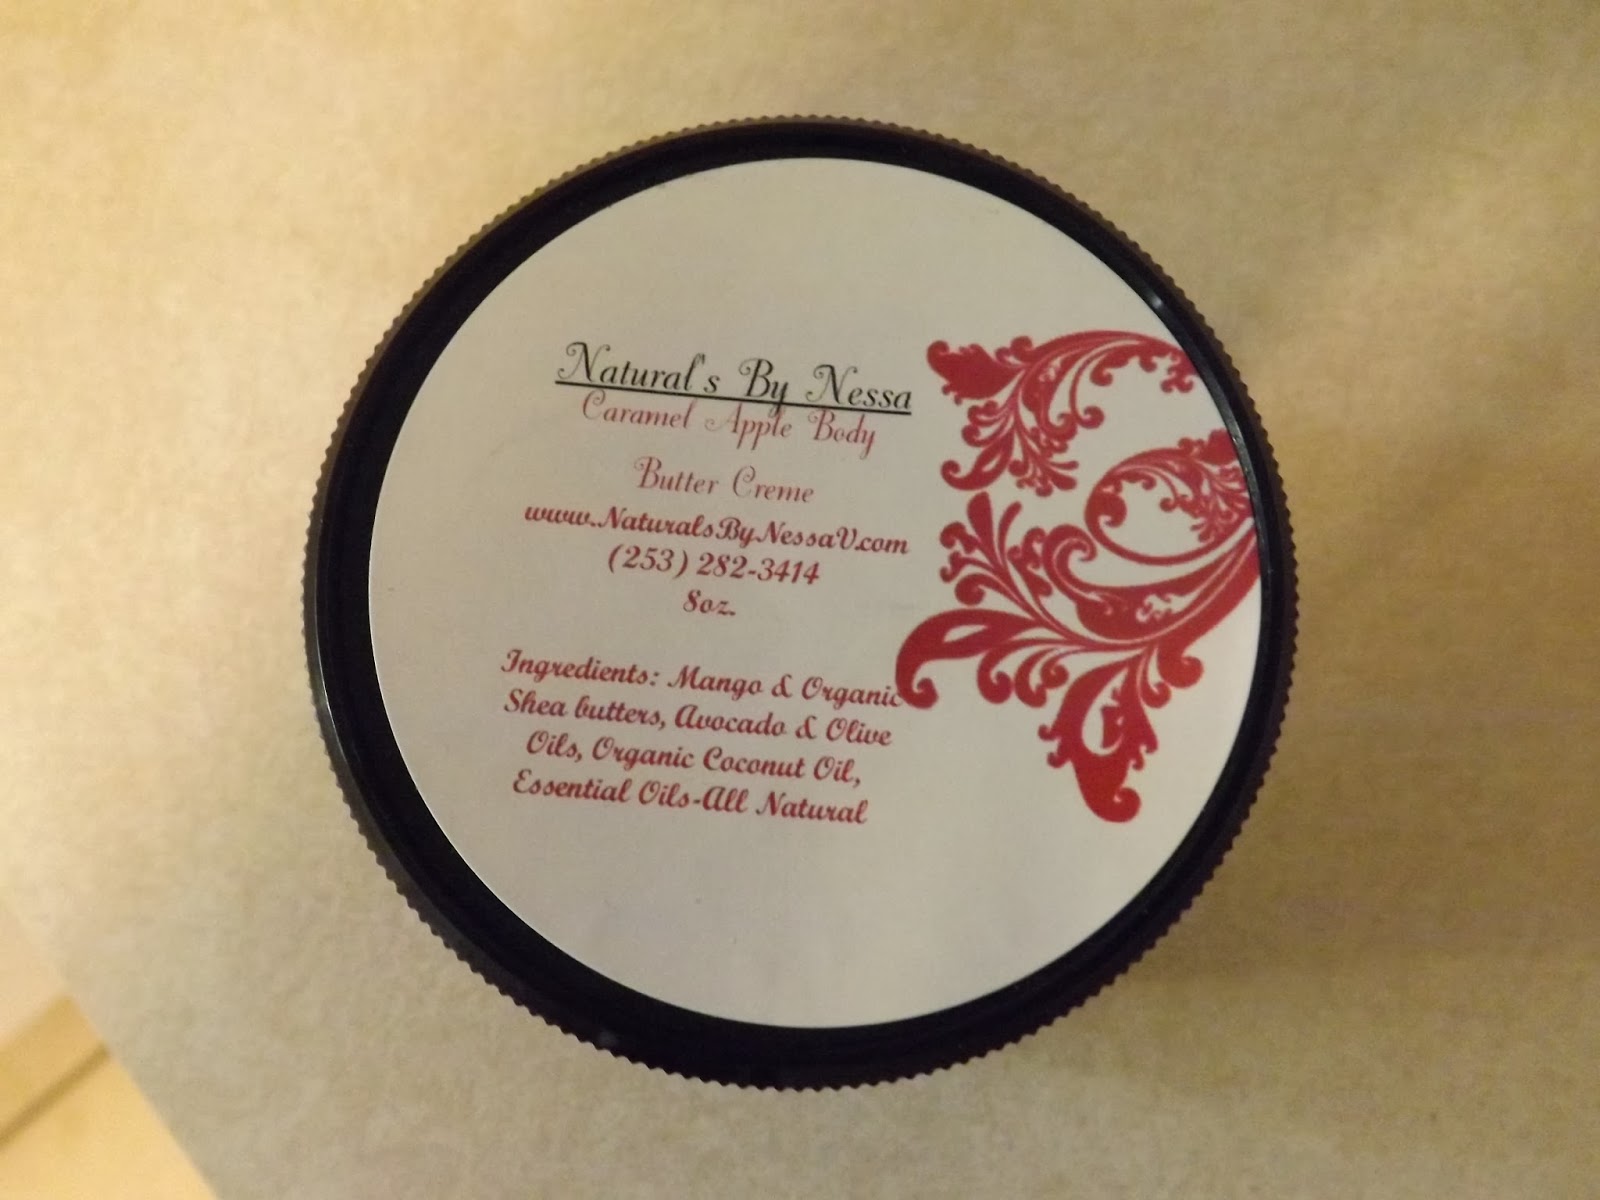 Natural's By Nessa
Caramel Apple Body
Butter Creme
www.NaturalsByNessaV.com
(253) 282-3414
8oz.
Ingredients: Mango & Organic
Shea butters, Avocado & Olive
Oils, Organic Coconut Oil,
Essential Oils-All Natural